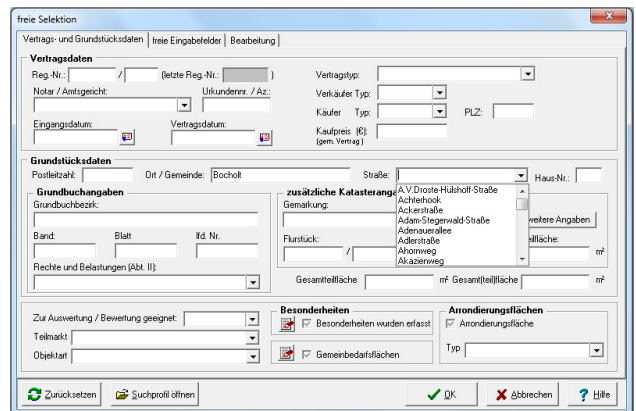 freie Selektion
Vertrags- und Grundstücksdaten freie Eingabefelder Bearbeitung
Vertragsdaten
Reg.-Nr.: / (letzte Reg.-Nr.: ) Vertragstyp:
Notar / Amtsgericht: Urkundennr. / Az.: Verkäufer Typ:
Käufer Typ: PLZ:
Eingangsdatum: Vertragsdatum: Kaufpreis (€):
(gem. Vertrag )
Grundstücksdaten
Postleitzahl: Ort / Gemeinde: Bocholt Straße: Haus-Nr.:
A.V.Droste-Hülshoff-Straße
Achterhook
Ackerstraße
Adam-Stegerwald-Straße
Adenauerallee
Adlerstraße
Ahornweg
Akazienweg
Grundbuchangaben
Grundbuchbezirk:
Band: Blatt lfd. Nr.
Rechte und Belastungen (Abt. II):
zusätzliche Katasteranga
Gemarkung:
weitere Angaben
Flurstück: / eilfläche: m²
Gesamtteilfläche m² Gesamt(teil)fläche m²
Zur Auswertung / Bewertung geeignet:
Teilmarkt
Objektart
Besonderheiten
Besonderheiten wurden erfasst
Gemeinbedarfsflächen
Arrondierungsflächen
Arrondierungsfläche
Typ
Zurücksetzen Suchprofil öffnen OK Abbrechen Hilfe